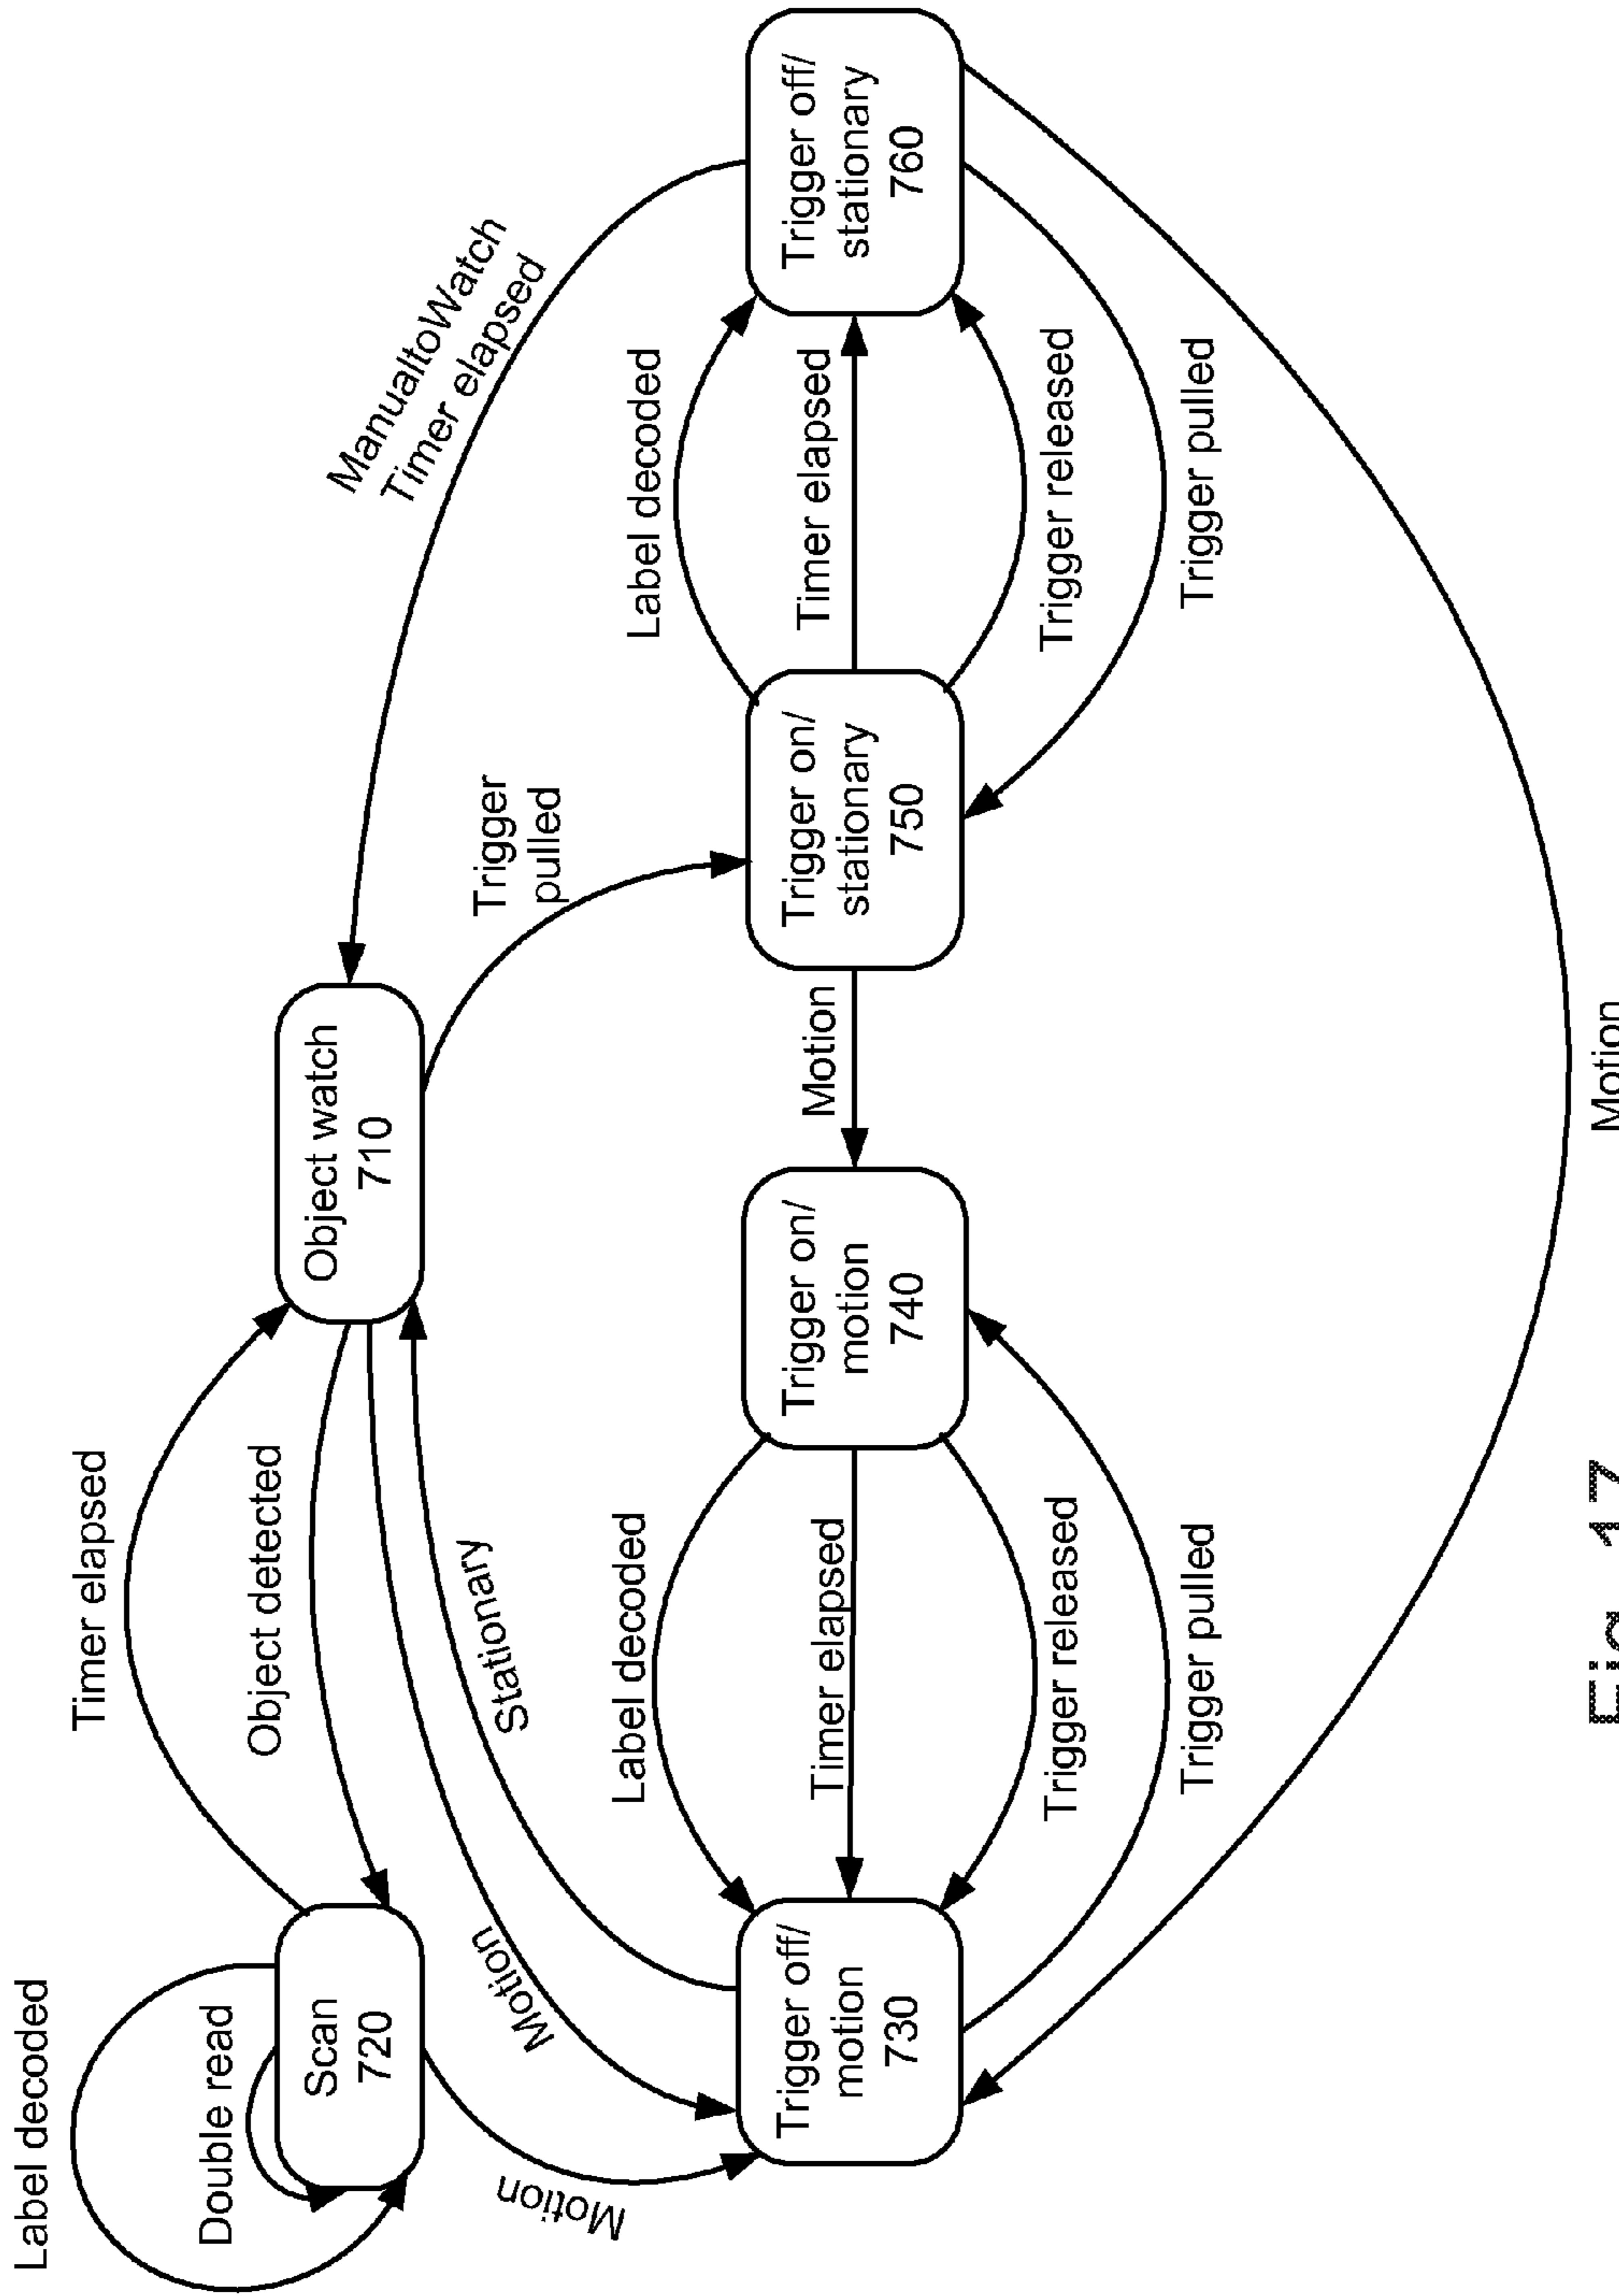 Label decoded
Double read
Scan
720
Timer elapsed
Object detected
Object watch
710
ManualtoWatch
Timer elapsed
Motion
Motion
Stationary
Trigger
pulled
Trigger off/
motion
730
Label decoded
Timer elapsed
Trigger released
Trigger pulled
Trigger on/
motion
740
Motion
Trigger on/
stationary
750
Label decoded
Timer elapsed
Trigger released
Trigger pulled
Trigger off/
stationary
760
Motion
Fig. 17